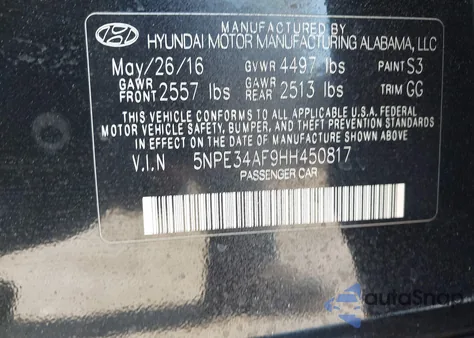 MANUFACTURED BY
HYUNDAI MOTOR MANUFACTURING ALABAMA, LLC
May/26/16 GVWR 4497 lbs PAINT S3
GAWR FRONT 2557 lbs GAWR REAR 2513 lbs TRIM GG
THIS VEHICLE CONFORMS TO ALL APPLICABLE U.S.A FEDERAL
MOTOR VEHICLE SAFETY, BUMPER, AND THEFT PREVENTION
STANDARDS IN EFFECT ON THE DATE OF MANUFACTURE SHOWN ABOVE.
V.I.N 5NPE34AF9HH450817
PASSENGER CAR
autoSnap